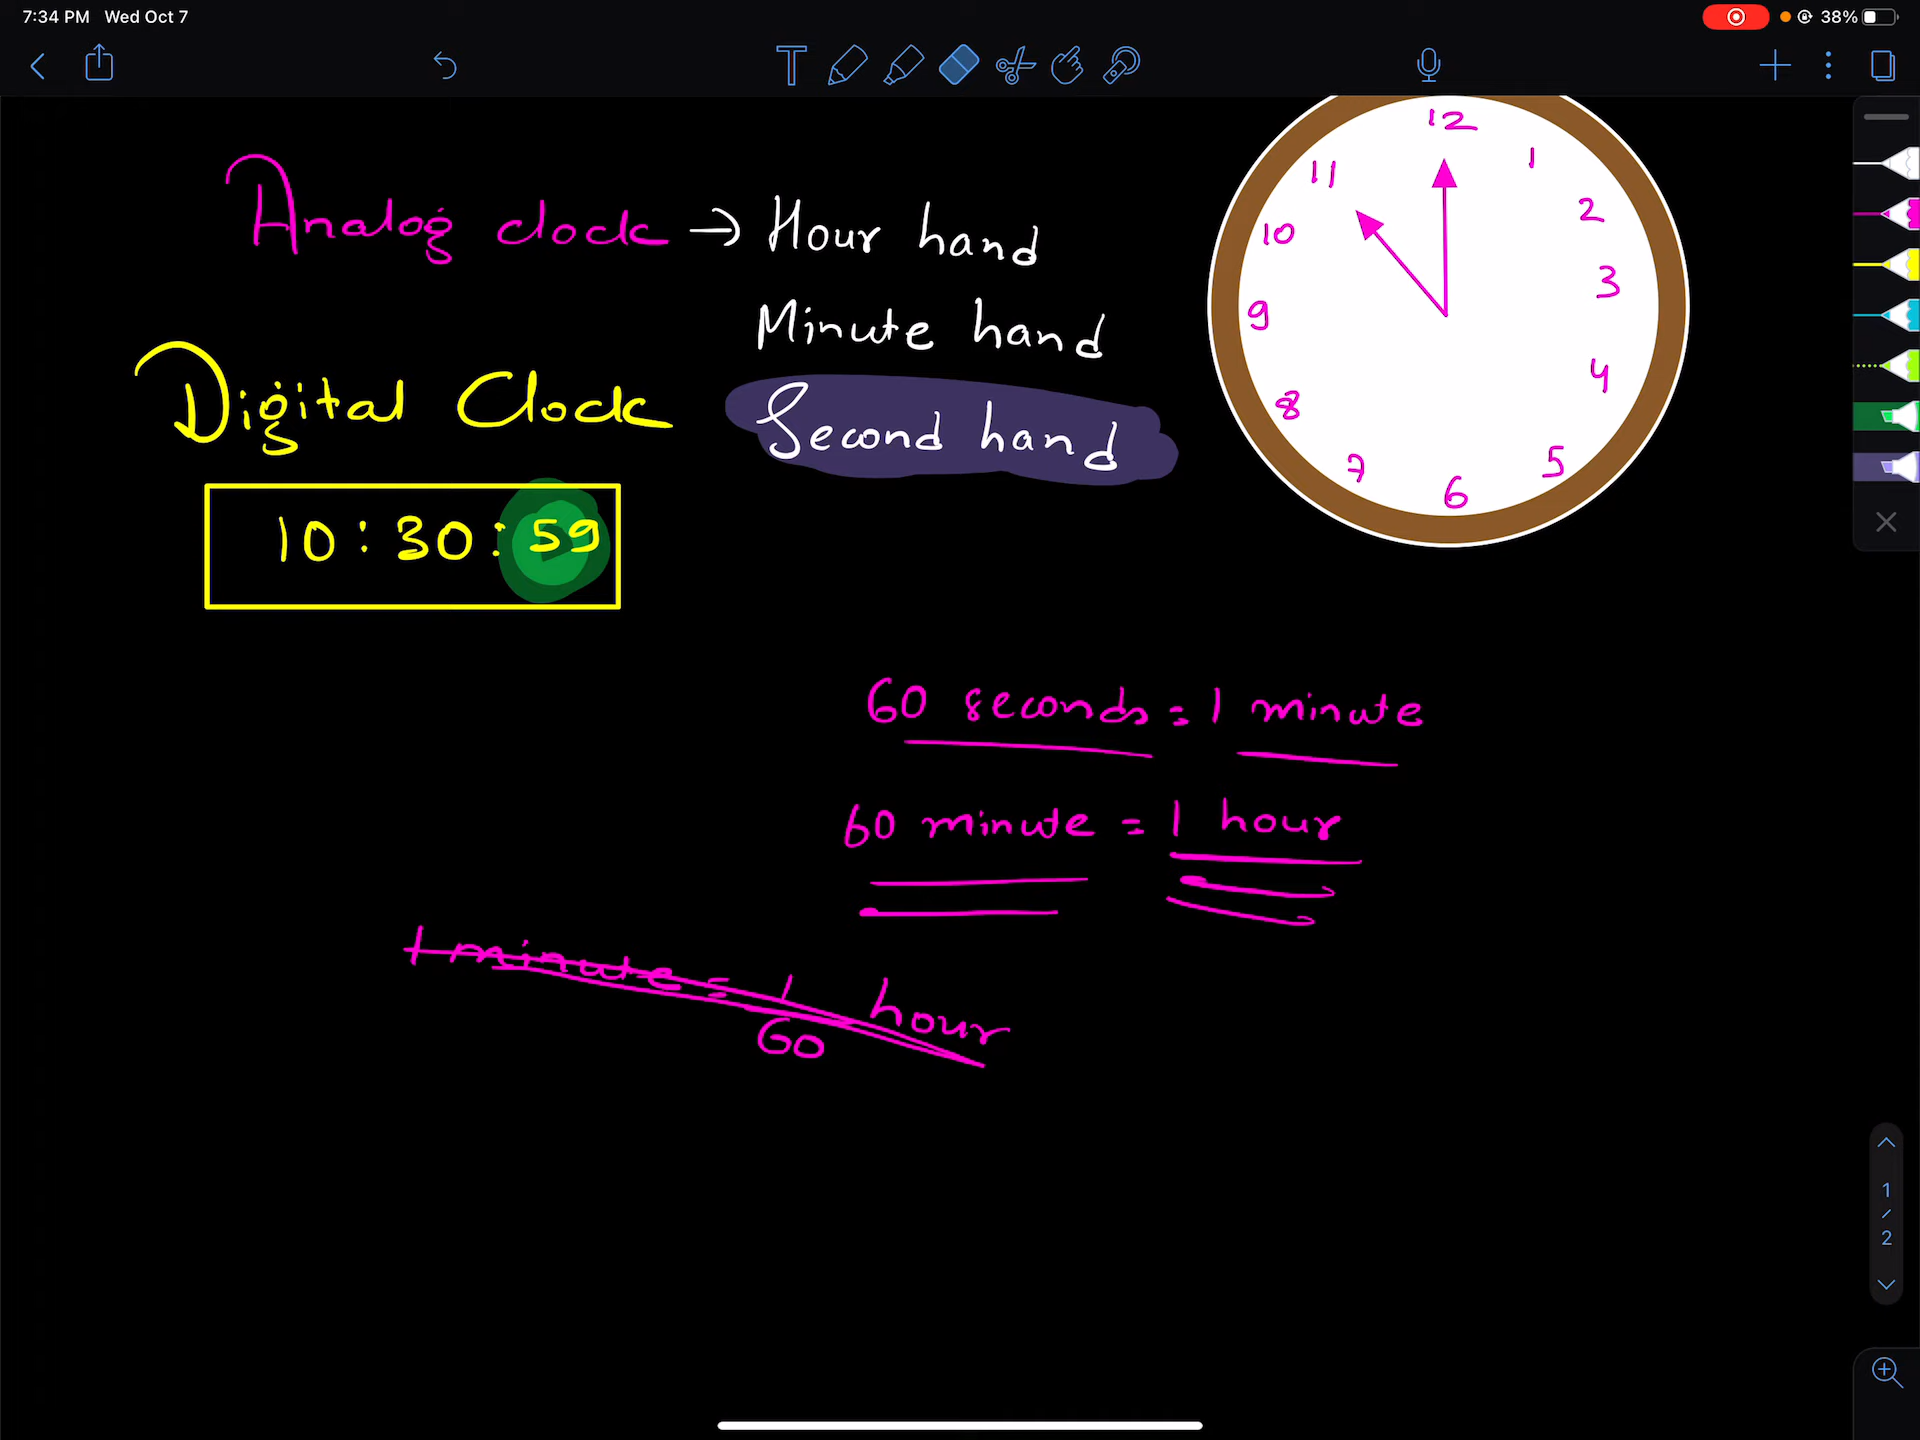 7:34 PM Wed Oct 7
38%
Analog clock → Hour hand
Minute hand
Digital Clock
Second hand
10:30:59
12
1
2
3
4
5
6
7
8
9
10
11
60 seconds = 1 minute
60 minute = 1 hour
1 minute = 1/60 hour
1
/
2